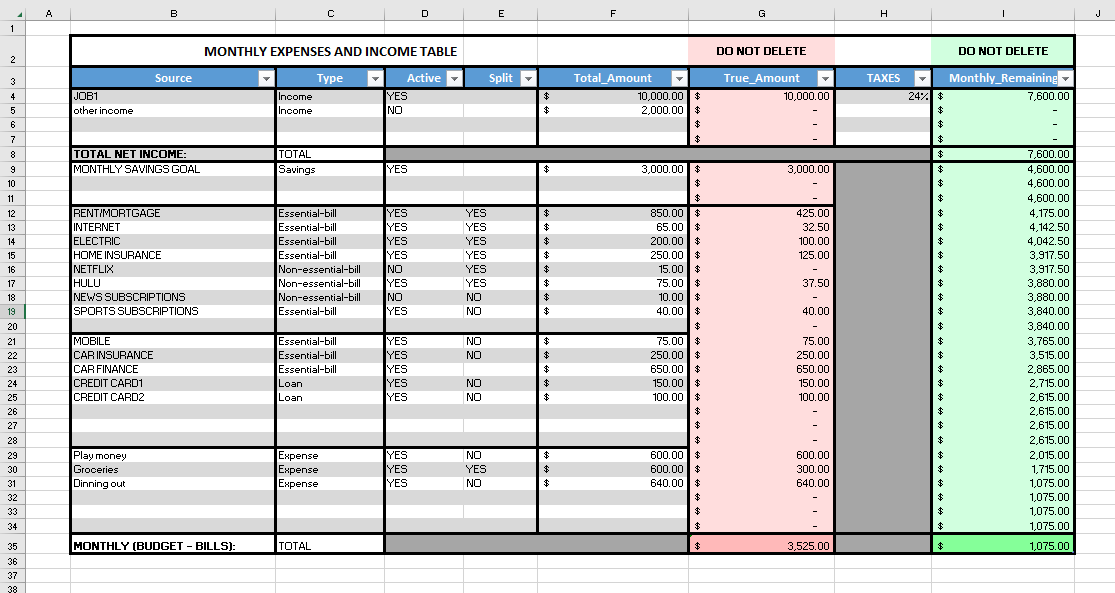 A B C D E F G H I J
1
2 MONTHLY EXPENSES AND INCOME TABLE DO NOT DELETE DO NOT DELETE
3 Source Type Active Split Total_Amount True_Amount TAXES Monthly_Remaining
4 JOB1 Income YES $ 10,000.00 $ 10,000.00 24% $ 7,600.00
5 other income Income NO $ 2,000.00 $ - $ -
6 $ - $ -
7 $ - $ -
8 TOTAL NET INCOME: TOTAL $ 7,600.00
9 MONTHLY SAVINGS GOAL Savings YES $ 3,000.00 $ 3,000.00 $ 4,600.00
10 $ - $ 4,600.00
11 $ - $ 4,600.00
12 RENT/MORTGAGE Essential-bill YES YES $ 850.00 $ 425.00 $ 4,175.00
13 INTERNET Essential-bill YES YES $ 65.00 $ 32.50 $ 4,142.50
14 ELECTRIC Essential-bill YES YES $ 200.00 $ 100.00 $ 4,042.50
15 HOME INSURANCE Essential-bill YES YES $ 250.00 $ 125.00 $ 3,917.50
16 NETFLIX Non-essential-bill NO YES $ 15.00 $ - $ 3,917.50
17 HULU Non-essential-bill YES YES $ 75.00 $ 37.50 $ 3,880.00
18 NEWS SUBSCRIPTIONS Non-essential-bill NO NO $ 10.00 $ - $ 3,880.00
19 SPORTS SUBSCRIPTIONS Essential-bill YES NO $ 40.00 $ 40.00 $ 3,840.00
20 $ - $ 3,840.00
21 MOBILE Essential-bill YES NO $ 75.00 $ 75.00 $ 3,765.00
22 CAR INSURANCE Essential-bill YES NO $ 250.00 $ 250.00 $ 3,515.00
23 CAR FINANCE Essential-bill YES $ 650.00 $ 650.00 $ 2,865.00
24 CREDIT CARD1 Loan YES NO $ 150.00 $ 150.00 $ 2,715.00
25 CREDIT CARD2 Loan YES NO $ 100.00 $ 100.00 $ 2,615.00
26 $ - $ 2,615.00
27 $ - $ 2,615.00
28 $ - $ 2,615.00
29 Play money Expense YES NO $ 600.00 $ 600.00 $ 2,015.00
30 Groceries Expense YES YES $ 600.00 $ 300.00 $ 1,715.00
31 Dinning out Expense YES NO $ 640.00 $ 640.00 $ 1,075.00
32 $ - $ 1,075.00
33 $ - $ 1,075.00
34 $ - $ 1,075.00
35 MONTHLY (BUDGET - BILLS): TOTAL $ 3,525.00 $ 1,075.00
36
37
38